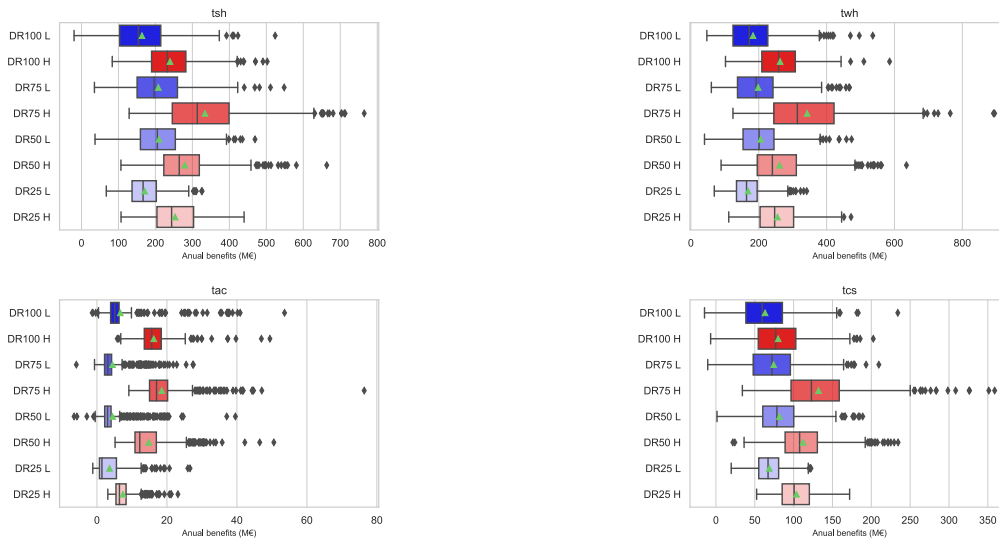 tsh
DR100 L
DR100 H
DR75 L
DR75 H
DR50 L
DR50 H
DR25 L
DR25 H
0 100 200 300 400 500 600 700 800
Anual benefits (M€)
twh
DR100 L
DR100 H
DR75 L
DR75 H
DR50 L
DR50 H
DR25 L
DR25 H
0 200 400 600 800
Anual benefits (M€)
tac
DR100 L
DR100 H
DR75 L
DR75 H
DR50 L
DR50 H
DR25 L
DR25 H
0 20 40 60 80
Anual benefits (M€)
tcs
DR100 L
DR100 H
DR75 L
DR75 H
DR50 L
DR50 H
DR25 L
DR25 H
0 50 100 150 200 250 300 350
Anual benefits (M€)